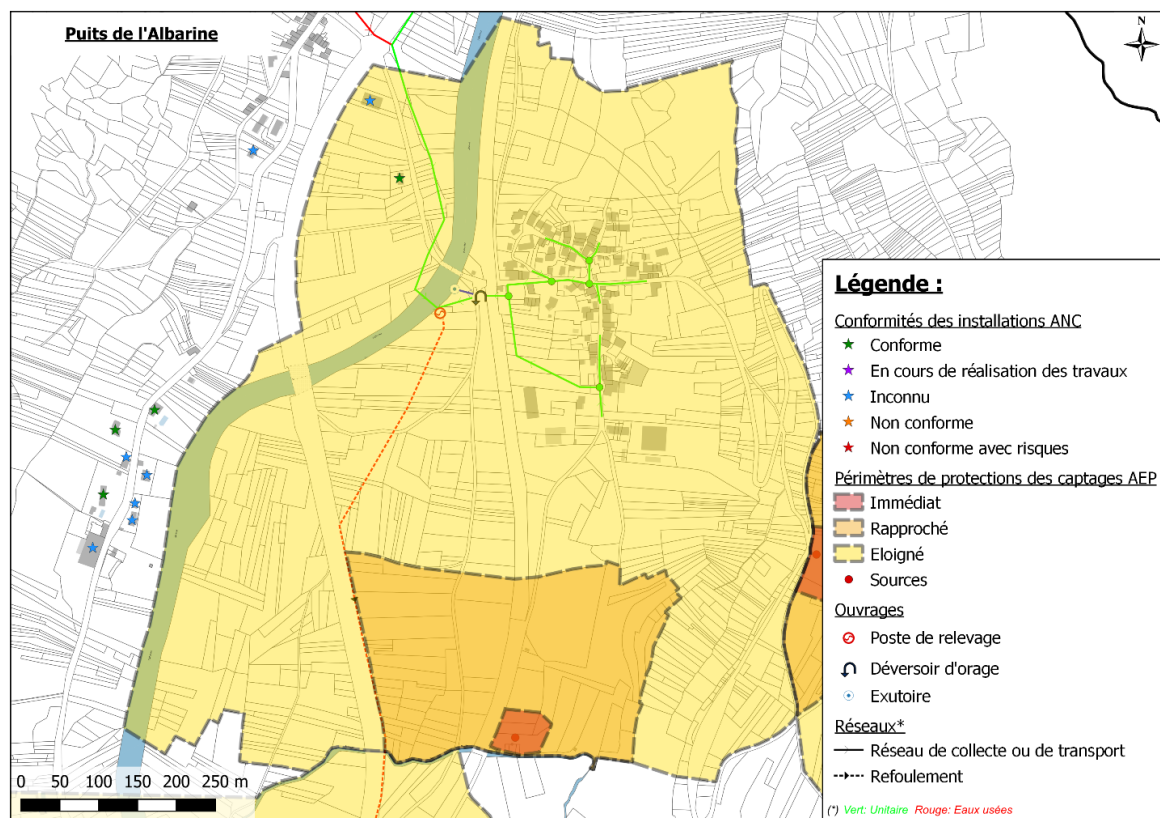 Puits de l'Albarine
N
Légende :
Conformités des installations ANC
Conforme
En cours de réalisation des travaux
Inconnu
Non conforme
Non conforme avec risques
Périmètres de protections des captages AEP
Immédiat
Rapproché
Eloigné
Sources
Ouvrages
Poste de relevage
Déversoir d'orage
Exutoire
Réseaux*
Réseau de collecte ou de transport
Refoulement
(*) Vert: Unitaire Rouge: Eaux usées
0 50 100 150 200 250 m